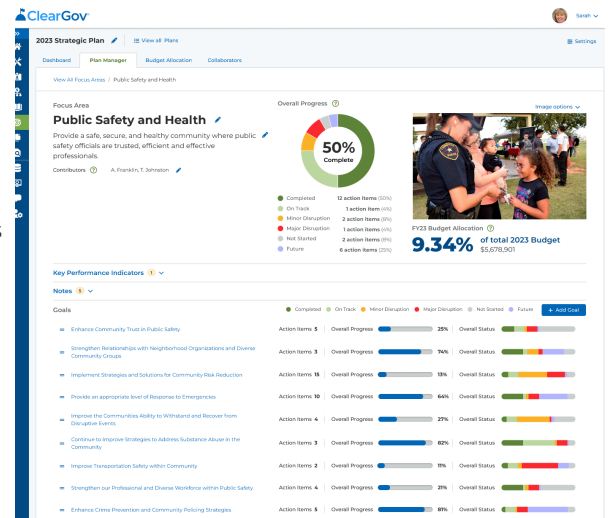 ClearGov
Sarah
2023 Strategic Plan
View all Plans
Settings
Dashboard
Plan Manager
Budget Allocation
Collaborators
View All Focus Areas / Public Safety and Health
Focus Area
Public Safety and Health
Provide a safe, secure, and healthy community where public
safety officials are trusted, efficient and effective
professionals.
Contributors
A. Franklin, T. Johnston
Overall Progress
50%
Complete
Completed 12 action items (50%)
On Track 1 action item (4%)
Minor Disruption 2 action items (8%)
Major Disruption 1 action items (4%)
Not Started 2 action items (8%)
Future 6 action items (25%)
Image options
FY23 Budget Allocation
9.34% of total 2023 Budget
$5,678,901
Key Performance Indicators 1
Notes 5
Goals
Completed On Track Minor Disruption Major Disruption Not Started Future
+ Add Goal
Enhance Community Trust in Public Safety
Action Items 5 Overall Progress 25% Overall Status
Strengthen Relationships with Neighborhood Organizations and Diverse
Community Groups
Action Items 3 Overall Progress 74% Overall Status
Implement Strategies and Solutions for Community Risk Reduction
Action Items 15 Overall Progress 13% Overall Status
Provide an appropriate level of Response to Emergencies
Action Items 10 Overall Progress 64% Overall Status
Improve the Communities Ability to Withstand and Recover from
Disruptive Events
Action Items 4 Overall Progress 27% Overall Status
Continue to Improve Strategies to Address Substance Abuse in the
Community
Action Items 3 Overall Progress 82% Overall Status
Improve Transportation Safety within Community
Action Items 2 Overall Progress 11% Overall Status
Strengthen our Professional and Diverse Workforce within Public Safety
Action Items 4 Overall Progress 21% Overall Status
Enhance Crime Prevention and Community Policing Strategies
Action Items 5 Overall Progress 81% Overall Status